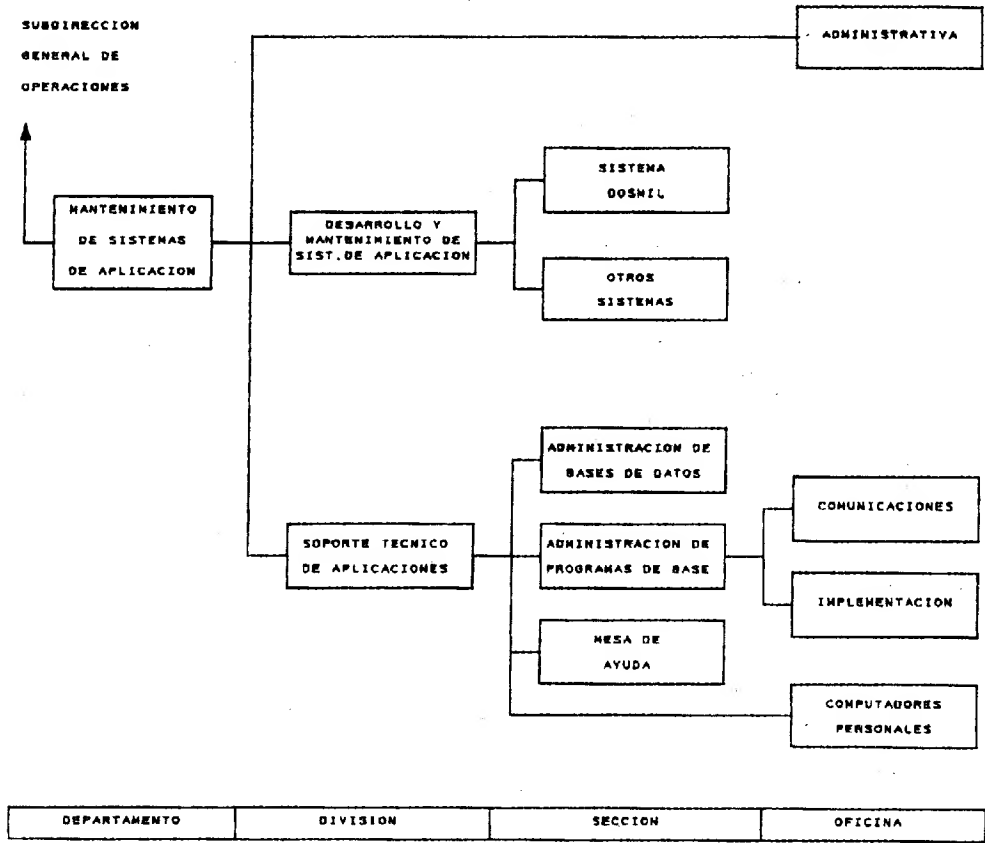 SUBDIRECCION
GENERAL DE
OPERACIONES
ADMINISTRATIVA
MANTENIMIENTO
DE SISTEMAS
DE APLICACION
DESARROLLO Y
MANTENIMIENTO DE
SIST. DE APLICACION
SISTEMA
DOSMIL
OTROS
SISTEMAS
SOPORTE TECNICO
DE APLICACIONES
ADMINISTRACION DE
BASES DE DATOS
ADMINISTRACION DE
PROGRAMAS DE BASE
MESA DE
AYUDA
COMUNICACIONES
IMPLEMENTACION
COMPUTADORES
PERSONALES
DEPARTAMENTO
DIVISION
SECCION
OFICINA